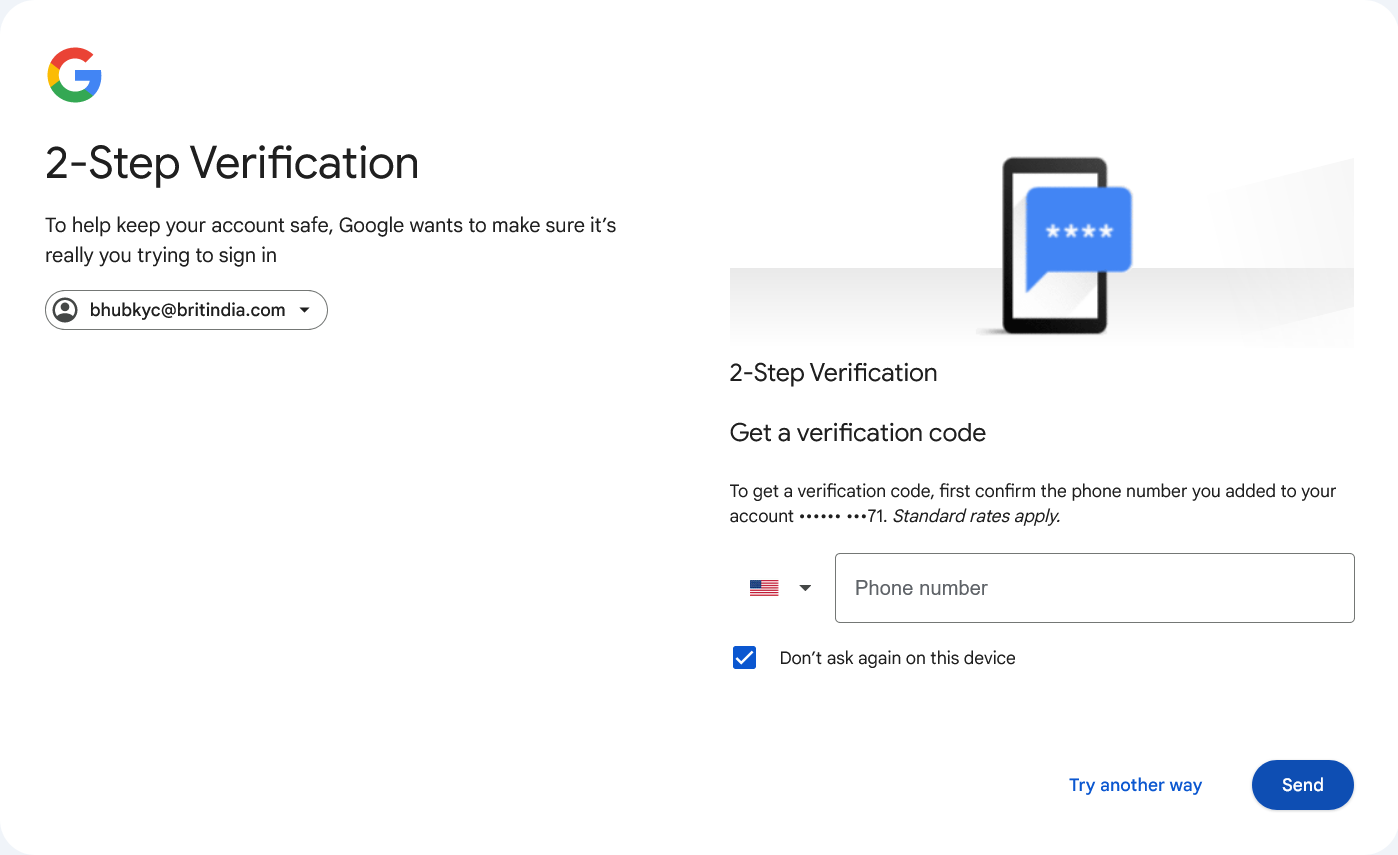 2-Step Verification
To help keep your account safe, Google wants to make sure it’s
really you trying to sign in
bhubkyc@britindia.com
****
2-Step Verification
Get a verification code
To get a verification code, first confirm the phone number you added to your
account •••••• •••71. Standard rates apply.
Phone number
Don’t ask again on this device
Try another way
Send